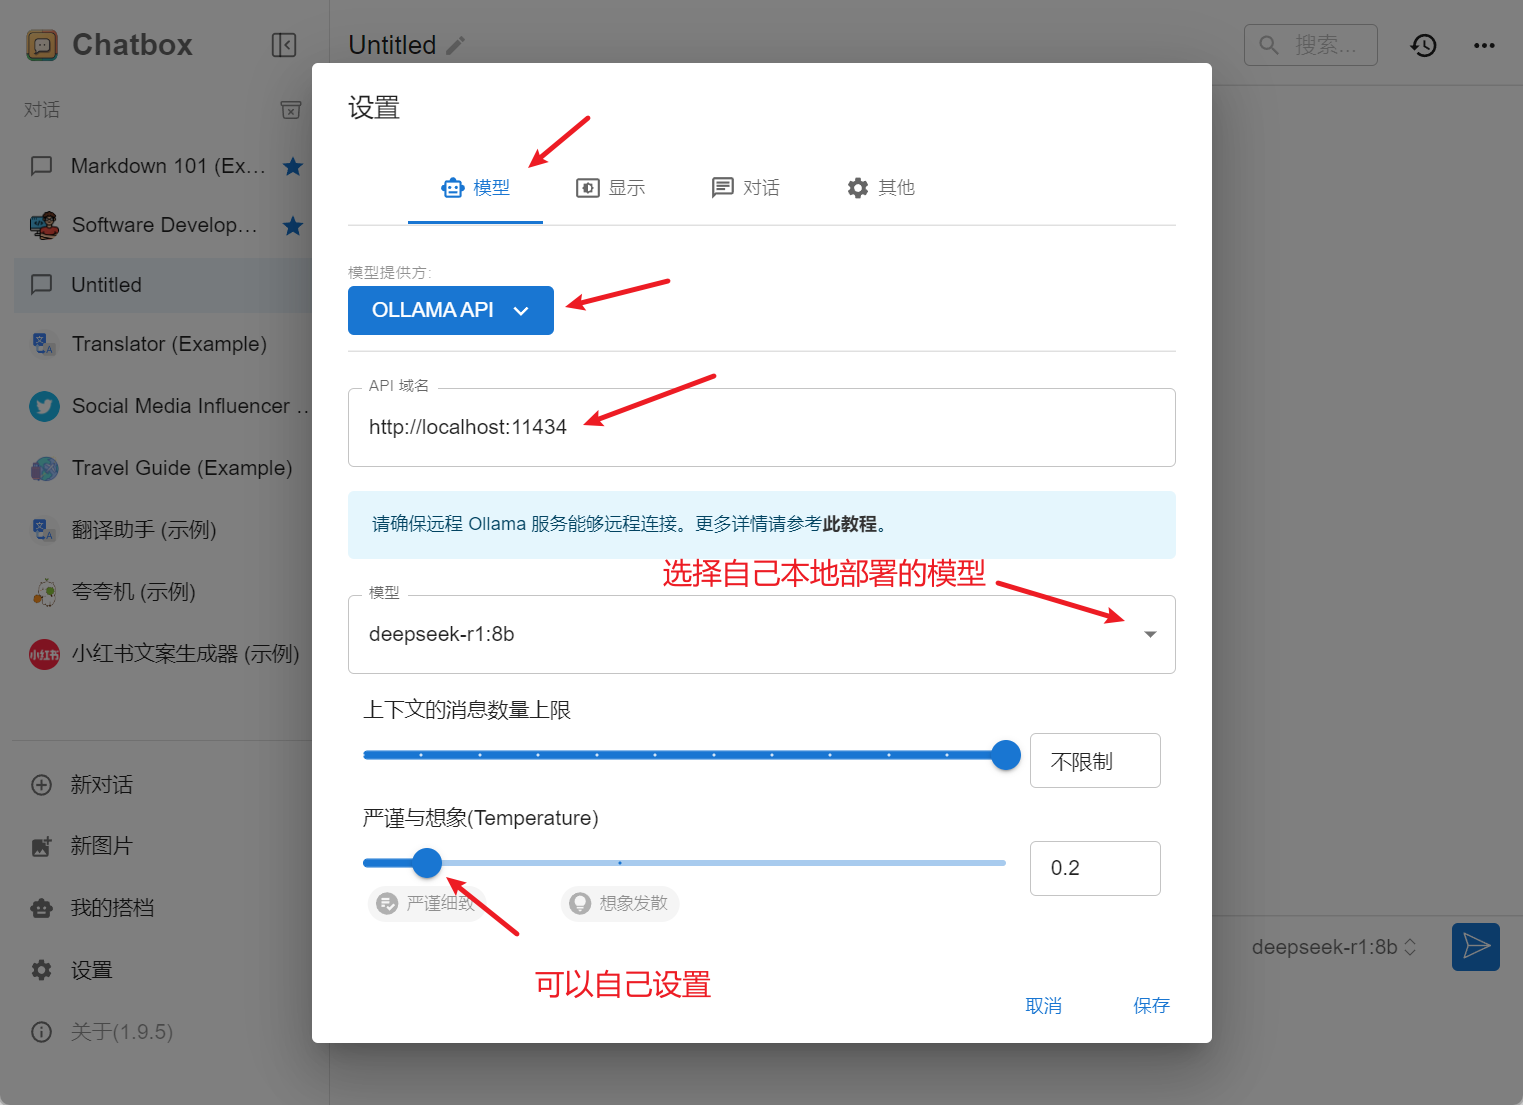 Chatbox
Untitled
搜索...
对话
Markdown 101 (Ex...
Software Develop...
Untitled
Translator (Example)
Social Media Influencer ...
Travel Guide (Example)
翻译助手 (示例)
夸夸机 (示例)
小红书
小红书文案生成器 (示例)
新对话
新图片
我的搭档
设置
关于(1.9.5)
设置
模型
显示
对话
其他
模型提供方:
OLLAMA API
API 域名
http://localhost:11434
请确保远程 Ollama 服务能够远程连接。更多详情请参考此教程。
选择自己本地部署的模型
模型
deepseek-r1:8b
上下文的消息数量上限
不限制
严谨与想象(Temperature)
0.2
严谨细致
想象发散
可以自己设置
取消
保存
deepseek-r1:8b